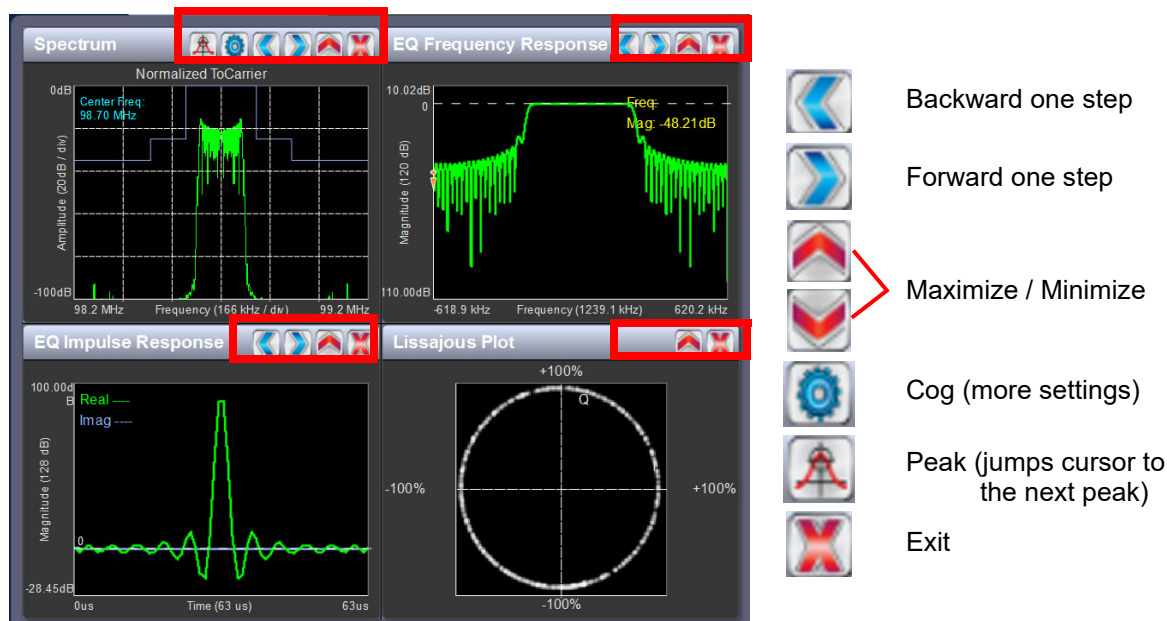 Spectrum
Normalized ToCarrier
0dB
Center Freq:
98.70 MHz
Amplitude (20dB / div)
-100dB
98.2 MHz
Frequency (166 kHz / div)
99.2 MHz
EQ Frequency Response
10.02dB
0
Freq:
Mag: -48.21dB
Magnitude (120 dB)
110.00dB
-618.9 kHz
Frequency (1239.1 kHz)
620.2 kHz
EQ Impulse Response
100.00d
B
Real ----
Imag ----
Magnitude (128 dB)
0
-28.45dB
0us
Time (63 us)
63us
Lissajous Plot
+100%
Q
-100%
+100%
-100%
Backward one step
Forward one step
Maximize / Minimize
Cog (more settings)
Peak (jumps cursor to
the next peak)
Exit